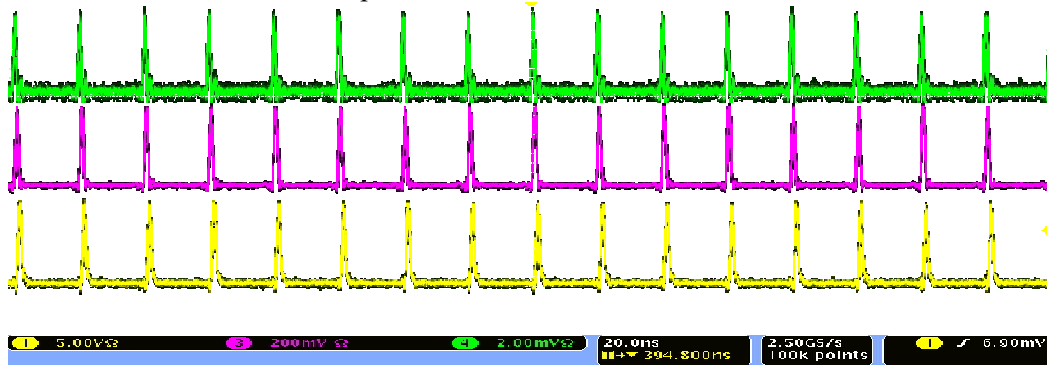 1 5.00VΩ 3 200mV Ω 4 2.00mVΩ 20.0ns 2.50GS/s 1 6.90mV
394.800ns 100k points